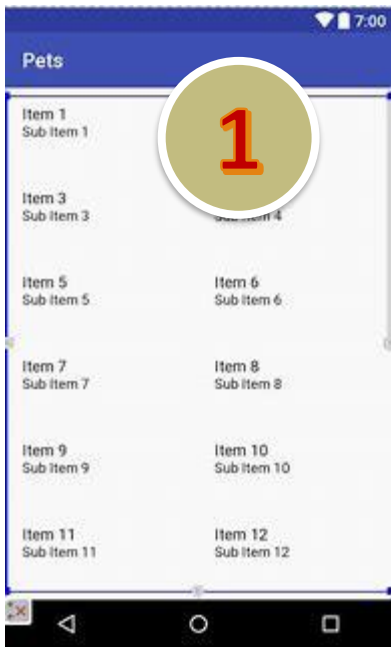 7:00
Pets
1
Item 1
Sub Item 1
Item 3
Sub Item 3
Sub Item 4
Item 5
Sub Item 5
Item 6
Sub Item 6
Item 7
Sub Item 7
Item 8
Sub Item 8
Item 9
Sub Item 9
Item 10
Sub Item 10
Item 11
Sub Item 11
Item 12
Sub Item 12